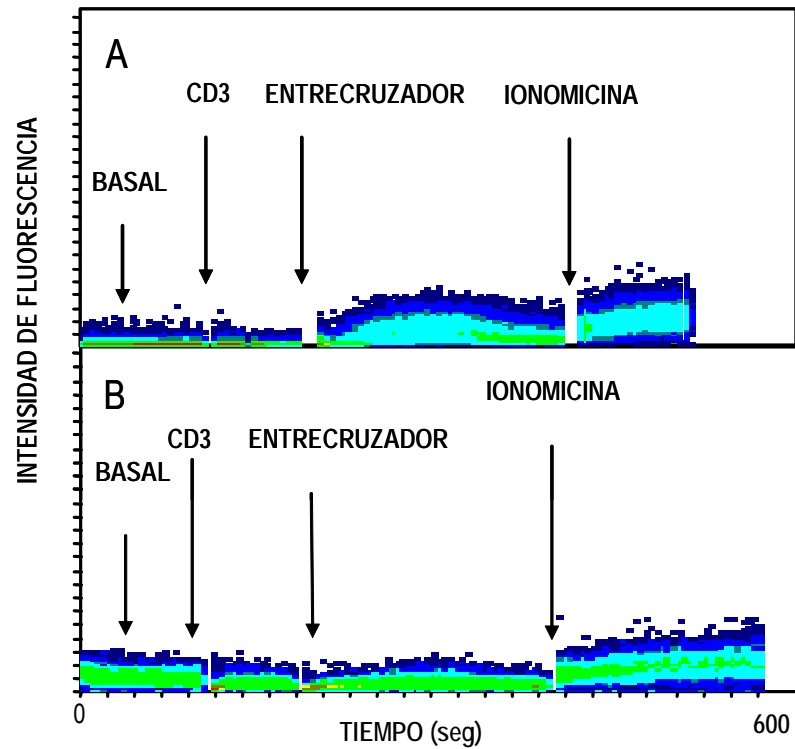 INTENSIDAD DE FLUORESCENCIA
A
CD3 ENTRECRUZADOR IONOMICINA
BASAL
B
IONOMICINA
CD3 ENTRECRUZADOR
BASAL
0 TIEMPO (seg) 600